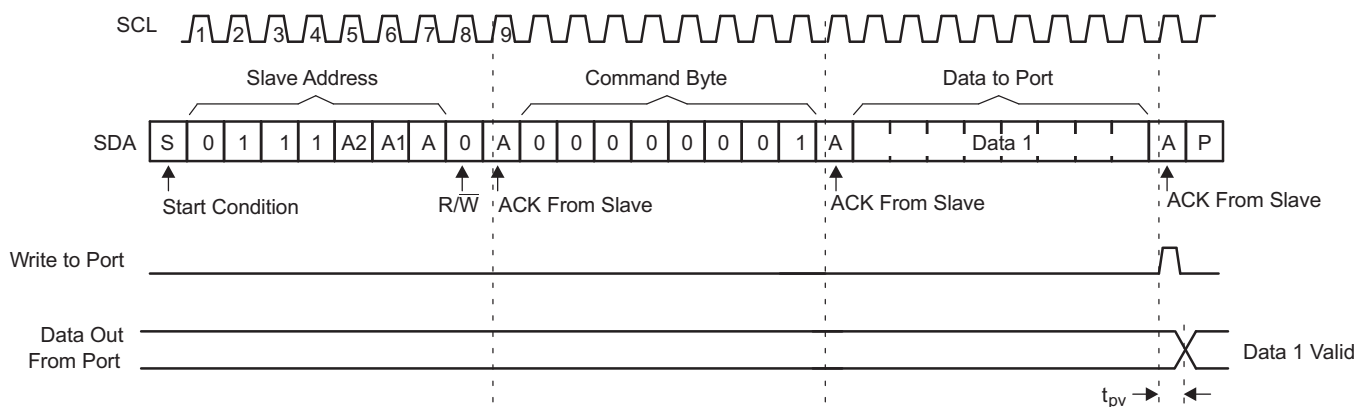 SCL 1 2 3 4 5 6 7 8 9
Slave Address Command Byte Data to Port
SDA S 0 1 1 1 A2 A1 A 0 A 0 0 0 0 0 0 0 1 A Data 1 A P
Start Condition R/W ACK From Slave ACK From Slave ACK From Slave
Write to Port
Data Out
From Port
Data 1 Valid
tpv